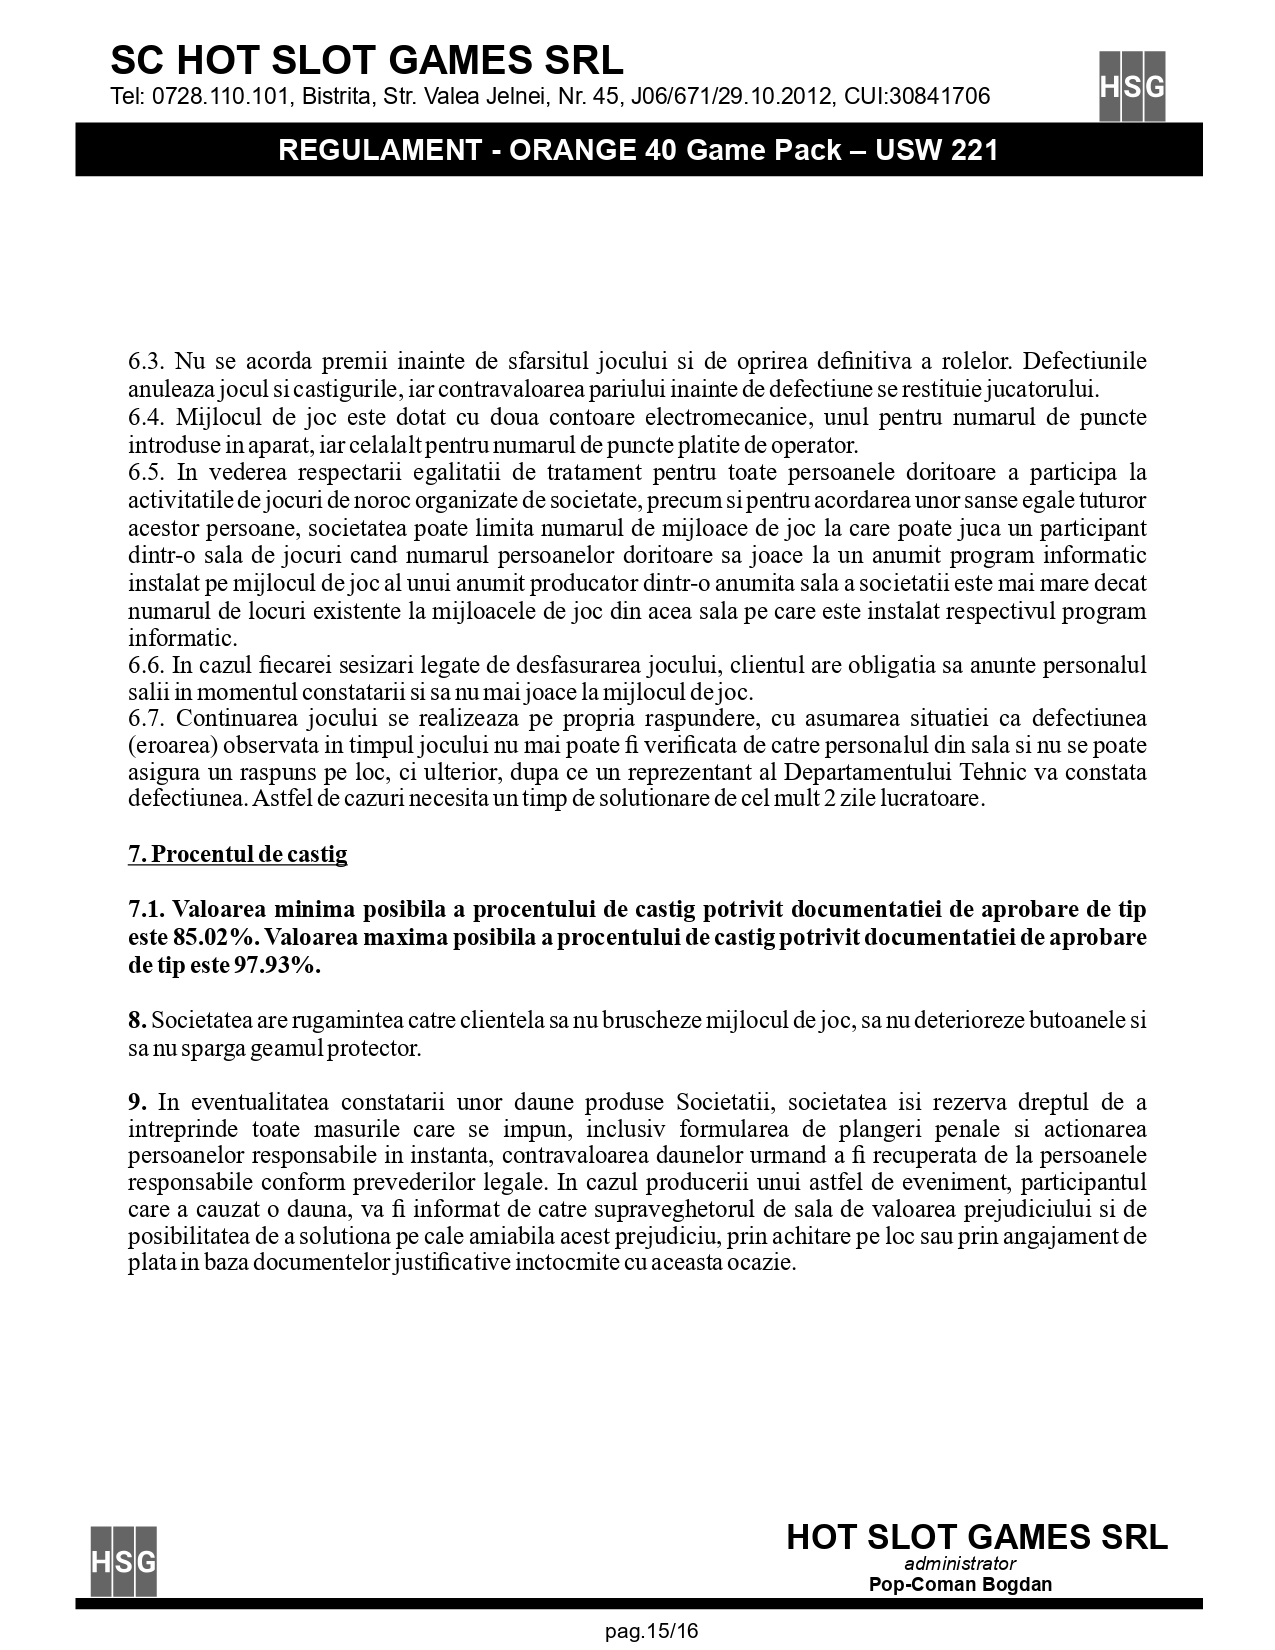 SC HOT SLOT GAMES SRL
Tel: 0728.110.101, Bistrita, Str. Valea Jelnei, Nr. 45, J06/671/29.10.2012, CUI:30841706
HSG
REGULAMENT - ORANGE 40 Game Pack – USW 221
6.3. Nu se acorda premii inainte de sfarsitul jocului si de oprirea definitiva a rolelor. Defectiunile
anuleaza jocul si castigurile, iar contravaloarea pariului inainte de defectiune se restituie jucatorului.
6.4. Mijlocul de joc este dotat cu doua contoare electromecanice, unul pentru numarul de puncte
introduse in aparat, iar celalalt pentru numarul de puncte platite de operator.
6.5. In vederea respectarii egalitatii de tratament pentru toate persoanele doritoare a participa la
activitatile de jocuri de noroc organizate de societate, precum si pentru acordarea unor sanse egale tuturor
acestor persoane, societatea poate limita numarul de mijloace de joc la care poate juca un participant
dintr-o sala de jocuri cand numarul persoanelor doritoare sa joace la un anumit program informatic
instalat pe mijlocul de joc al unui anumit producator dintr-o anumita sala a societatii este mai mare decat
numarul de locuri existente la mijloacele de joc din acea sala pe care este instalat respectivul program
informatic.
6.6. In cazul fiecarei sesizari legate de desfasurarea jocului, clientul are obligatia sa anunte personalul
salii in momentul constatarii si sa nu mai joace la mijlocul de joc.
6.7. Continuarea jocului se realizeaza pe propria raspundere, cu asumarea situatiei ca defectiunea
(eroarea) observata in timpul jocului nu mai poate fi verificata de catre personalul din sala si nu se poate
asigura un raspuns pe loc, ci ulterior, dupa ce un reprezentant al Departamentului Tehnic va constata
defectiunea. Astfel de cazuri necesita un timp de solutionare de cel mult 2 zile lucratoare.
7. Procentul de castig
7.1. Valoarea minima posibila a procentului de castig potrivit documentatiei de aprobare de tip
este 85.02%. Valoarea maxima posibila a procentului de castig potrivit documentatiei de aprobare
de tip este 97.93%.
8. Societatea are rugamintea catre clientela sa nu bruscheze mijlocul de joc, sa nu deterioreze butoanele si
sa nu sparga geamul protector.
9. In eventualitatea constatarii unor daune produse Societatii, societatea isi rezerva dreptul de a
intreprinde toate masurile care se impun, inclusiv formularea de plangeri penale si actionarea
persoanelor responsabile in instanta, contravaloarea daunelor urmand a fi recuperata de la persoanele
responsabile conform prevederilor legale. In cazul producerii unui astfel de eveniment, participantul
care a cauzat o dauna, va fi informat de catre supraveghetorul de sala de valoarea prejudiciului si de
posibilitatea de a solutiona pe cale amiabila acest prejudiciu, prin achitare pe loc sau prin angajament de
plata in baza documentelor justificative inctocmite cu aceasta ocazie.
HSG
HOT SLOT GAMES SRL
administrator
Pop-Coman Bogdan
pag.15/16